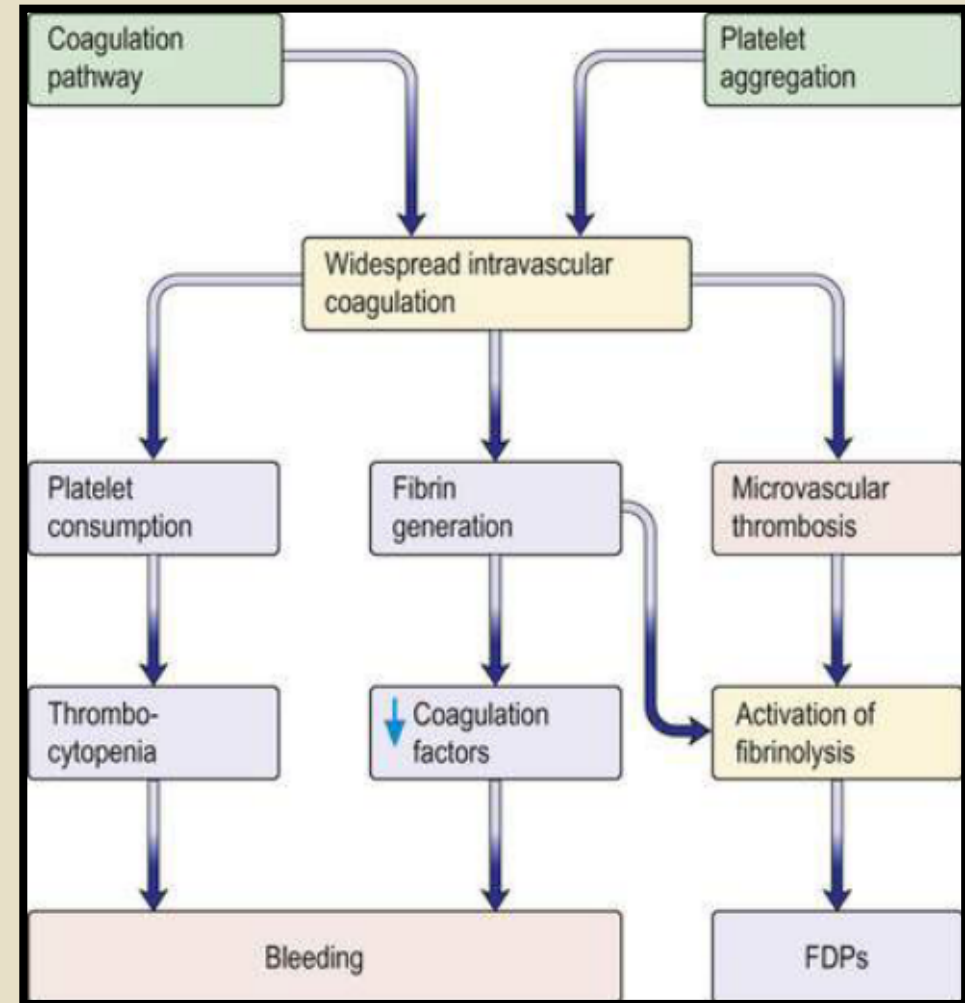 Coagulation
pathway
Platelet
aggregation
Widespread intravascular
coagulation
Platelet
consumption
Fibrin
generation
Microvascular
thrombosis
Thrombo-
cytopenia
Coagulation
factors
Activation of
fibrinolysis
Bleeding
FDPs